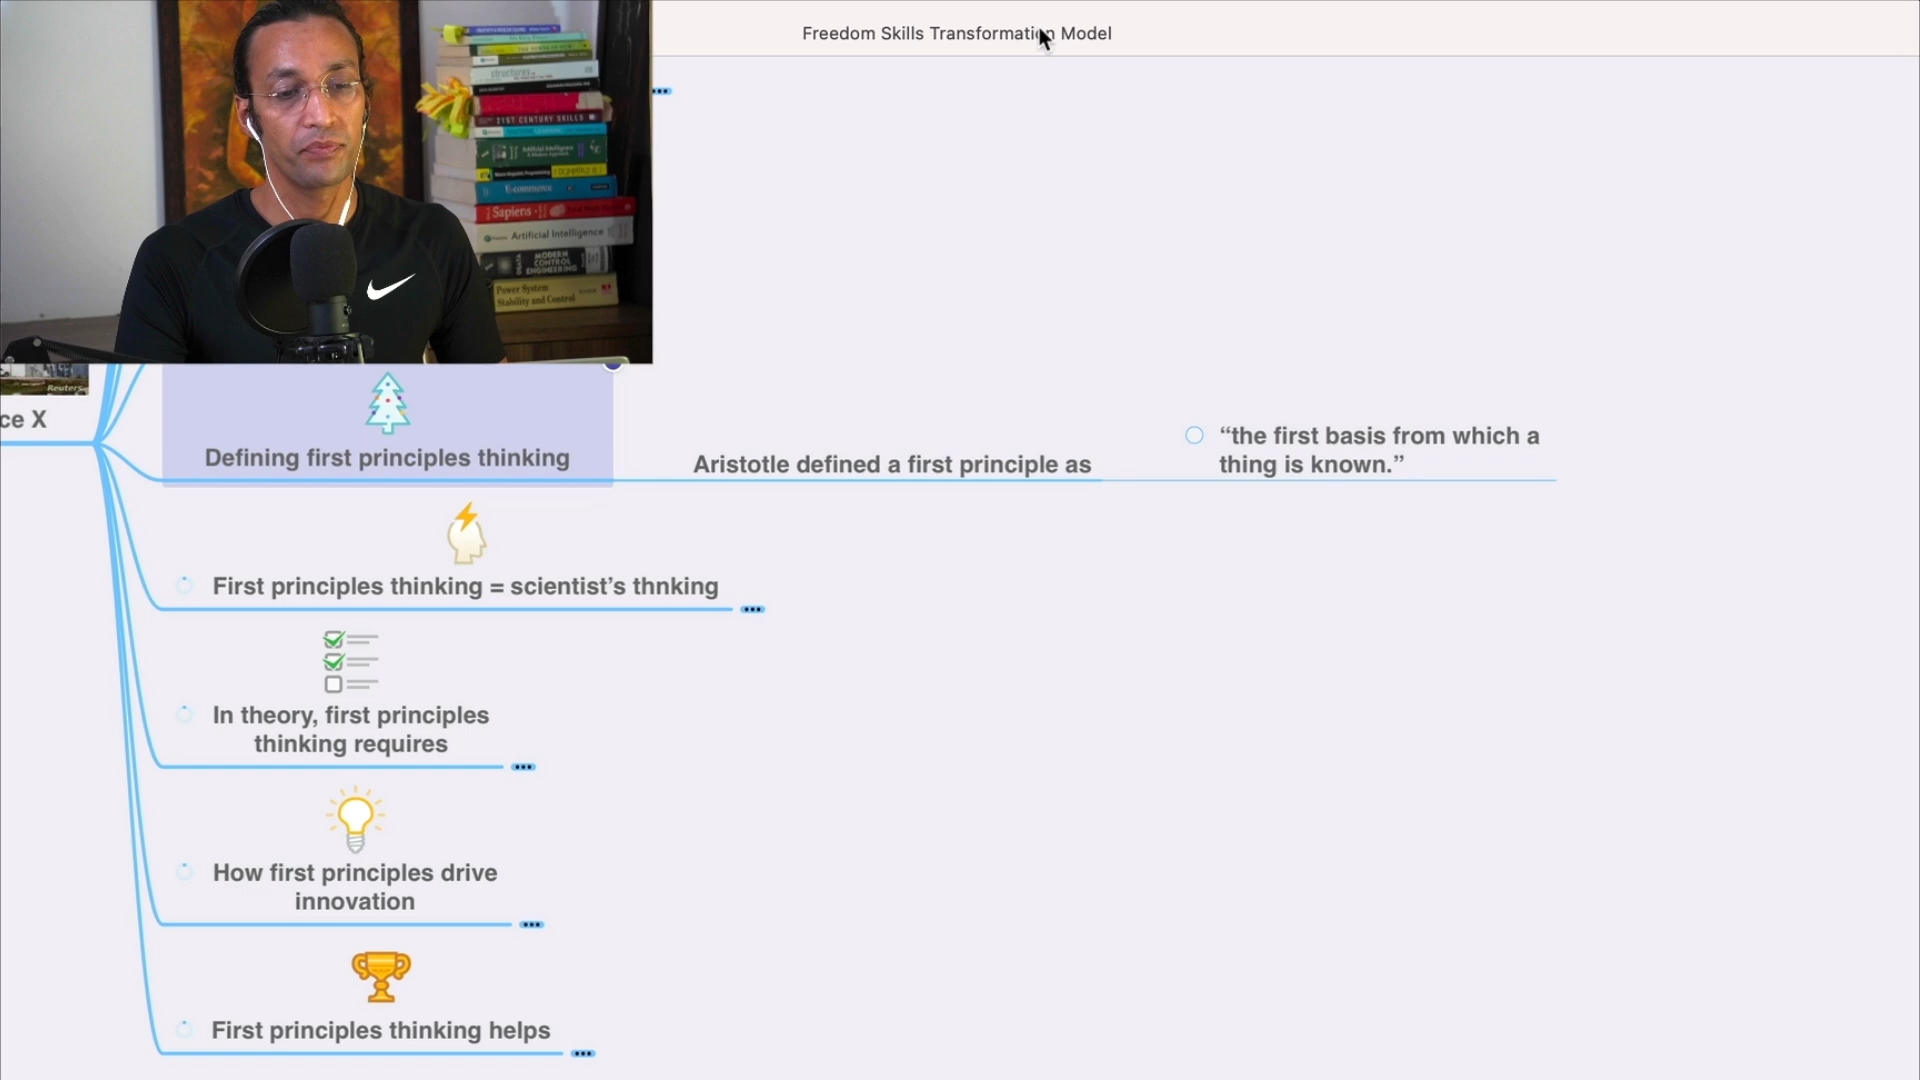 Freedom Skills Transformation Model
structures
21ST CENTURY SKILLS
Artificial Intelligence
E-commerce
Sapiens
Artificial Intelligence
MODERN
CONTROL
ENGINEERING
Power System
Stability and Control
Reuters
ce X
Defining first principles thinking
Aristotle defined a first principle as
“the first basis from which a
thing is known.”
First principles thinking = scientist’s thnking
In theory, first principles
thinking requires
How first principles drive
innovation
First principles thinking helps